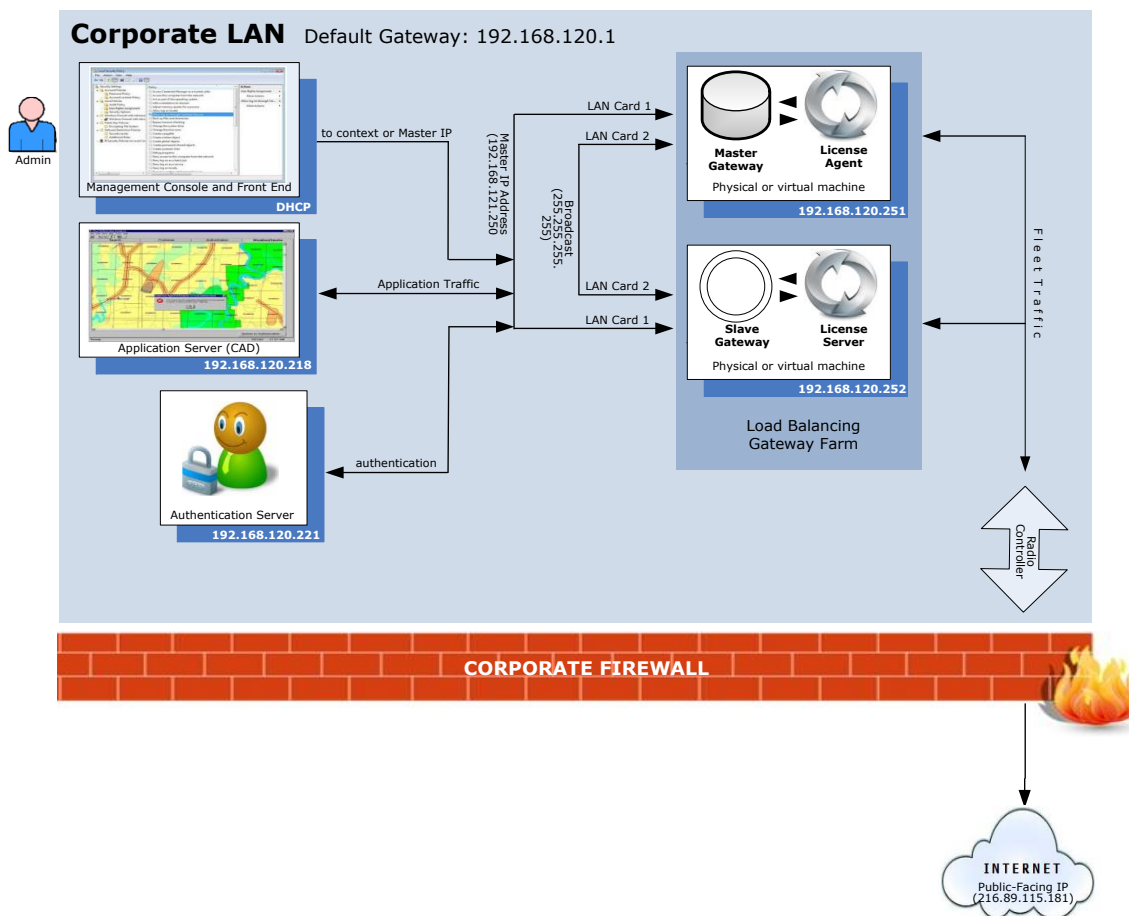 Corporate LAN Default Gateway: 192.168.120.1
Admin
Management Console and Front End
DHCP
to context or Master IP
Application Server (CAD)
192.168.120.218
Application Traffic
Authentication Server
192.168.120.221
authentication
Master IP Address
(192.168.121.250
Broadcast
(255.255.255.
255)
LAN Card 1
LAN Card 2
LAN Card 2
LAN Card 1
Master
Gateway
License
Agent
Physical or virtual machine
192.168.120.251
Slave
Gateway
License
Server
Physical or virtual machine
192.168.120.252
Load Balancing
Gateway Farm
Fleet Traffic
Radio
Controller
CORPORATE FIREWALL
INTERNET
Public-Facing IP
(216.89.115.181)